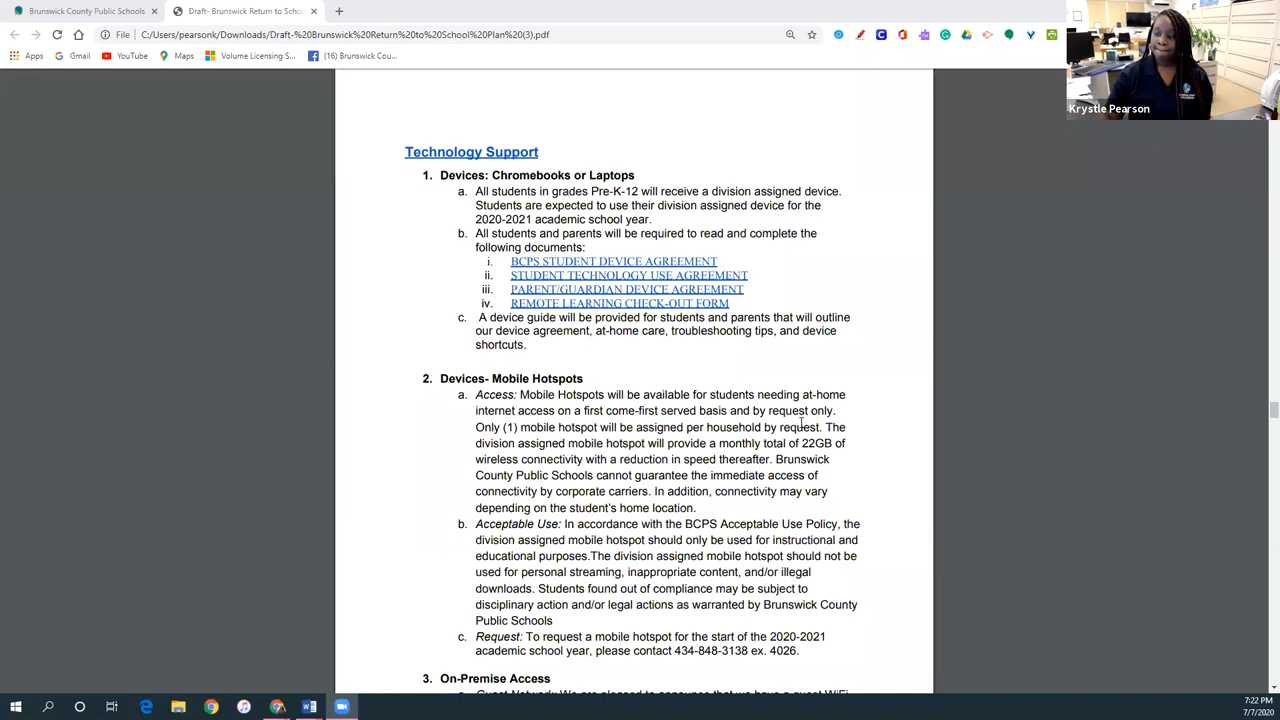 Brunswick County Public Schools
Draft- Brunswick Return to Scho
File
C:/Users/pearsonk/Downloads/Draft-%20Brunswick%20Return%20to%20School%20Plan%20(3).pdf
Apps
Gmail
YouTube
Maps
Volume Licensing S...
(16) Brunswick Cou...
Krystle Pearson
Technology Support
1. Devices: Chromebooks or Laptops
a. All students in grades Pre-K-12 will receive a division assigned device.
Students are expected to use their division assigned device for the
2020-2021 academic school year.
b. All students and parents will be required to read and complete the
following documents:
i. BCPS STUDENT DEVICE AGREEMENT
ii. STUDENT TECHNOLOGY USE AGREEMENT
iii. PARENT/GUARDIAN DEVICE AGREEMENT
iv. REMOTE LEARNING CHECK-OUT FORM
c. A device guide will be provided for students and parents that will outline
our device agreement, at-home care, troubleshooting tips, and device
shortcuts.
2. Devices- Mobile Hotspots
a. Access: Mobile Hotspots will be available for students needing at-home
internet access on a first come-first served basis and by request only.
Only (1) mobile hotspot will be assigned per household by request. The
division assigned mobile hotspot will provide a monthly total of 22GB of
wireless connectivity with a reduction in speed thereafter. Brunswick
County Public Schools cannot guarantee the immediate access of
connectivity by corporate carriers. In addition, connectivity may vary
depending on the student's home location.
b. Acceptable Use: In accordance with the BCPS Acceptable Use Policy, the
division assigned mobile hotspot should only be used for instructional and
educational purposes.The division assigned mobile hotspot should not be
used for personal streaming, inappropriate content, and/or illegal
downloads. Students found out of compliance may be subject to
disciplinary action and/or legal actions as warranted by Brunswick County
Public Schools
c. Request: To request a mobile hotspot for the start of the 2020-2021
academic school year, please contact 434-848-3138 ex. 4026.
3. On-Premise Access
a. Guest Network: We are pleased to announce that we have a guest WiFi
7:22 PM
7/7/2020